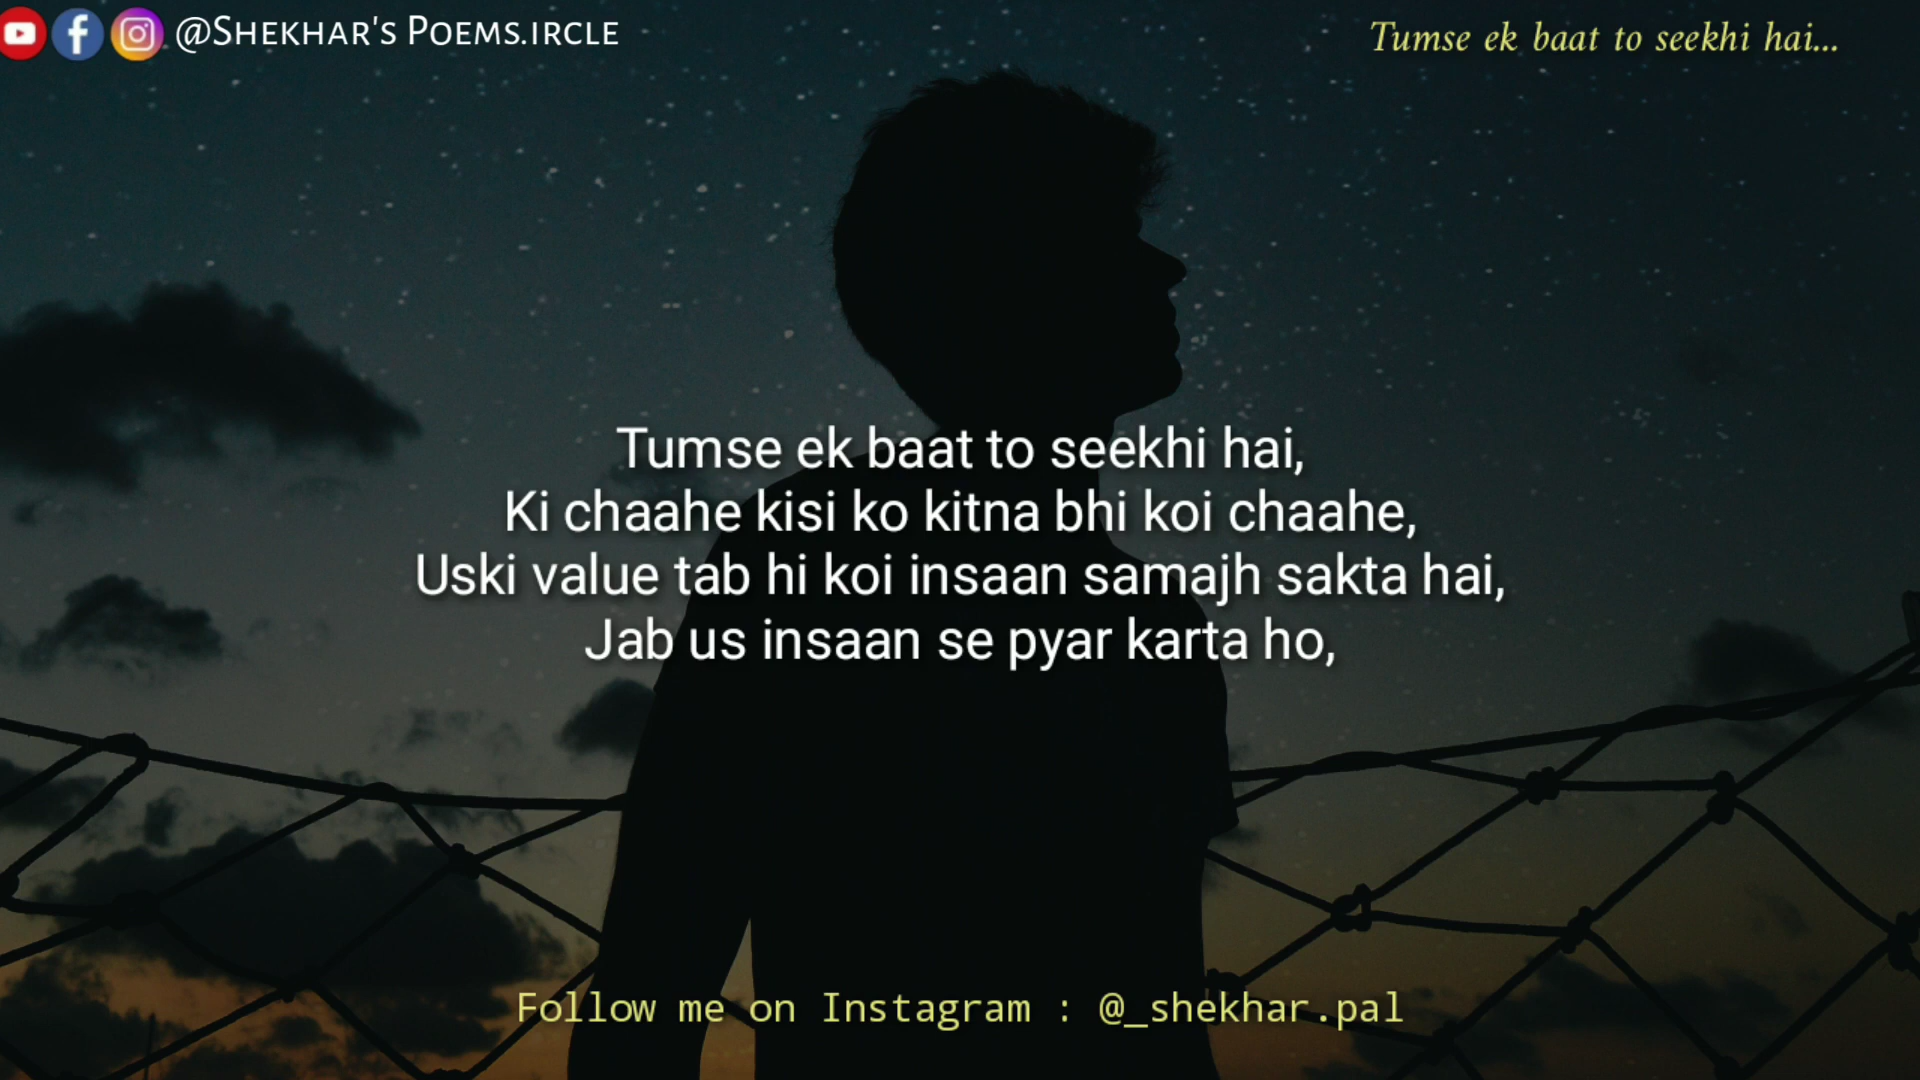 @Shekhar's Poems.ircle
Tumse ek baat to seekhi hai...
Tumse ek baat to seekhi hai,
Ki chaahe kisi ko kitna bhi koi chaahe,
Uski value tab hi koi insaan samajh sakta hai,
Jab us insaan se pyar karta ho,
Follow me on Instagram : @_shekhar.pal